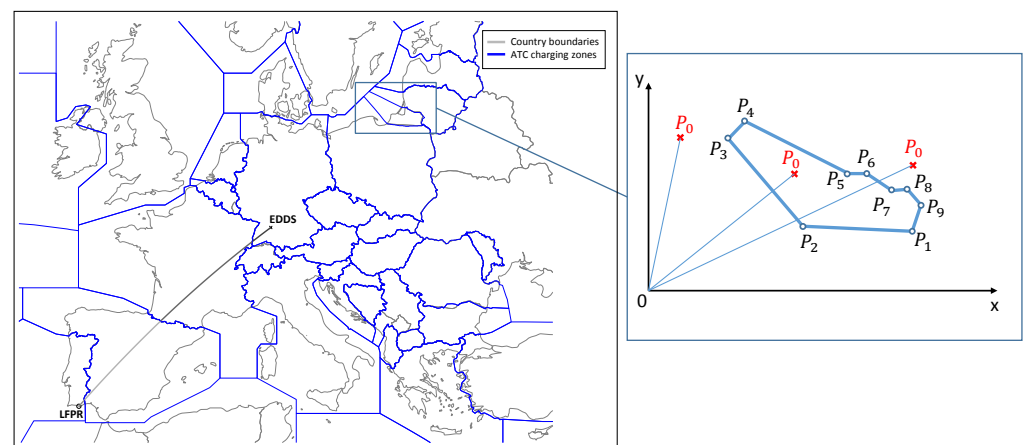 Country boundaries
ATC charging zones
EDDS
LFPR
y
P4
P0
P3
P0
P6
P0
P5
P8
P7
P9
P2
P1
0
x